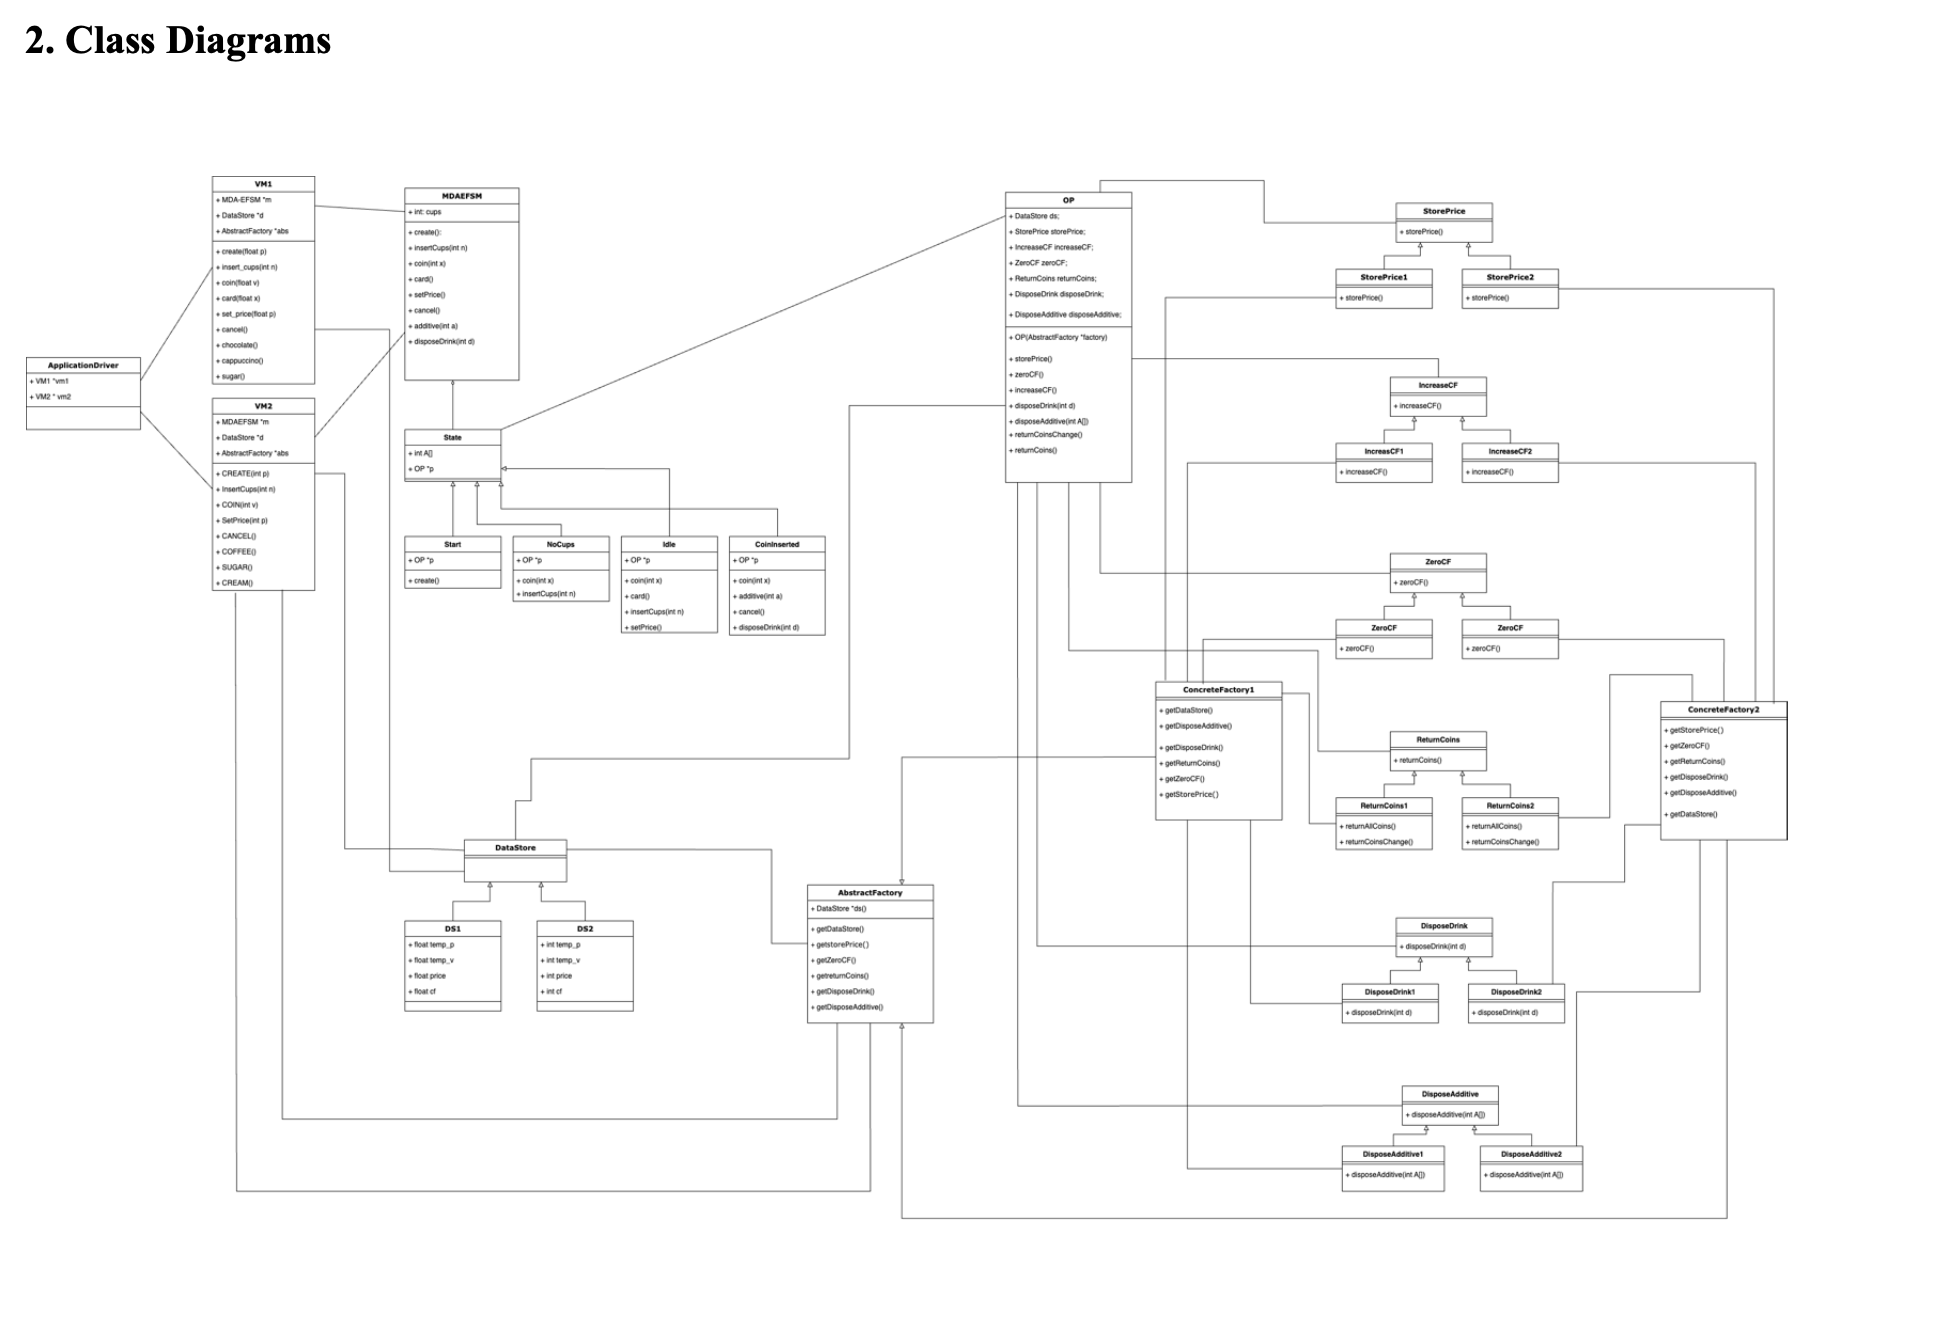 2. Class Diagrams
ApplicationDriver
+ VM1 *vm1
+ VM2 * vm2
VM1
+ MDA-EFSM *m
+ DataStore *d
+ AbstractFactory *abs
+ create(float p)
+ insert_cups(int n)
+ coin(float v)
+ card(float x)
+ set_price(float p)
+ cancel()
+ chocolate()
+ cappuccino()
+ sugar()
VM2
+ MDAEFSM *m
+ DataStore *d
+ AbstractFactory *abs
+ CREATE(int p)
+ InsertCups(int n)
+ COIN(int v)
+ SetPrice(int p)
+ CANCEL()
+ COFFEE()
+ SUGAR()
+ CREAM()
MDAEFSM
+ int: cups
+ create():
+ insertCups(int n)
+ coin(int x)
+ card()
+ setPrice()
+ cancel()
+ additive(int a)
+ disposeDrink(int d)
State
+ int A[]
+ OP *p
Start
+ OP *p
+ create()
NoCups
+ OP *p
+ coin(int x)
+ insertCups(int n)
Idle
+ OP *p
+ coin(int x)
+ card()
+ insertCups(int n)
+ setPrice()
CoinInserted
+ OP *p
+ coin(int x)
+ additive(int a)
+ cancel()
+ disposeDrink(int d)
DataStore
DS1
+ float temp_p
+ float temp_v
+ float price
+ float cf
DS2
+ int temp_p
+ int temp_v
+ int price
+ int cf
AbstractFactory
+ DataStore *ds()
+ getDataStore()
+ getstorePrice()
+ getZeroCF()
+ getreturnCoins()
+ getDisposeDrink()
+ getDisposeAdditive()
OP
+ DataStore ds;
+ StorePrice storePrice;
+ IncreaseCF increaseCF;
+ ZeroCF zeroCF;
+ ReturnCoins returnCoins;
+ DisposeDrink disposeDrink;
+ DisposeAdditive disposeAdditive;
+ OP(AbstractFactory *factory)
+ storePrice()
+ zeroCF()
+ increaseCF()
+ disposeDrink(int d)
+ disposeAdditive(int A[])
+ returnCoinsChange()
+ returnCoins()
ConcreteFactory1
+ getDataStore()
+ getDisposeAdditive()
+ getDisposeDrink()
+ getReturnCoins()
+ getZeroCF()
+ getStorePrice()
StorePrice
+ storePrice()
StorePrice1
+ storePrice()
StorePrice2
+ storePrice()
IncreaseCF
+ increaseCF()
IncreasCF1
+ increaseCF()
IncreaseCF2
+ increaseCF()
ZeroCF
+ zeroCF()
ZeroCF
+ zeroCF()
ZeroCF
+ zeroCF()
ReturnCoins
+ returnCoins()
ReturnCoins1
+ returnAllCoins()
+ returnCoinsChange()
ReturnCoins2
+ returnAllCoins()
+ returnCoinsChange()
DisposeDrink
+ disposeDrink(int d)
DisposeDrink1
+ disposeDrink(int d)
DisposeDrink2
+ disposeDrink(int d)
DisposeAdditive
+ disposeAdditive(int A[])
DisposeAdditive1
+ disposeAdditive(int A[])
DisposeAdditive2
+ disposeAdditive(int A[])
ConcreteFactory2
+ getStorePrice()
+ getZeroCF()
+ getReturnCoins()
+ getDisposeDrink()
+ getDisposeAdditive()
+ getDataStore()